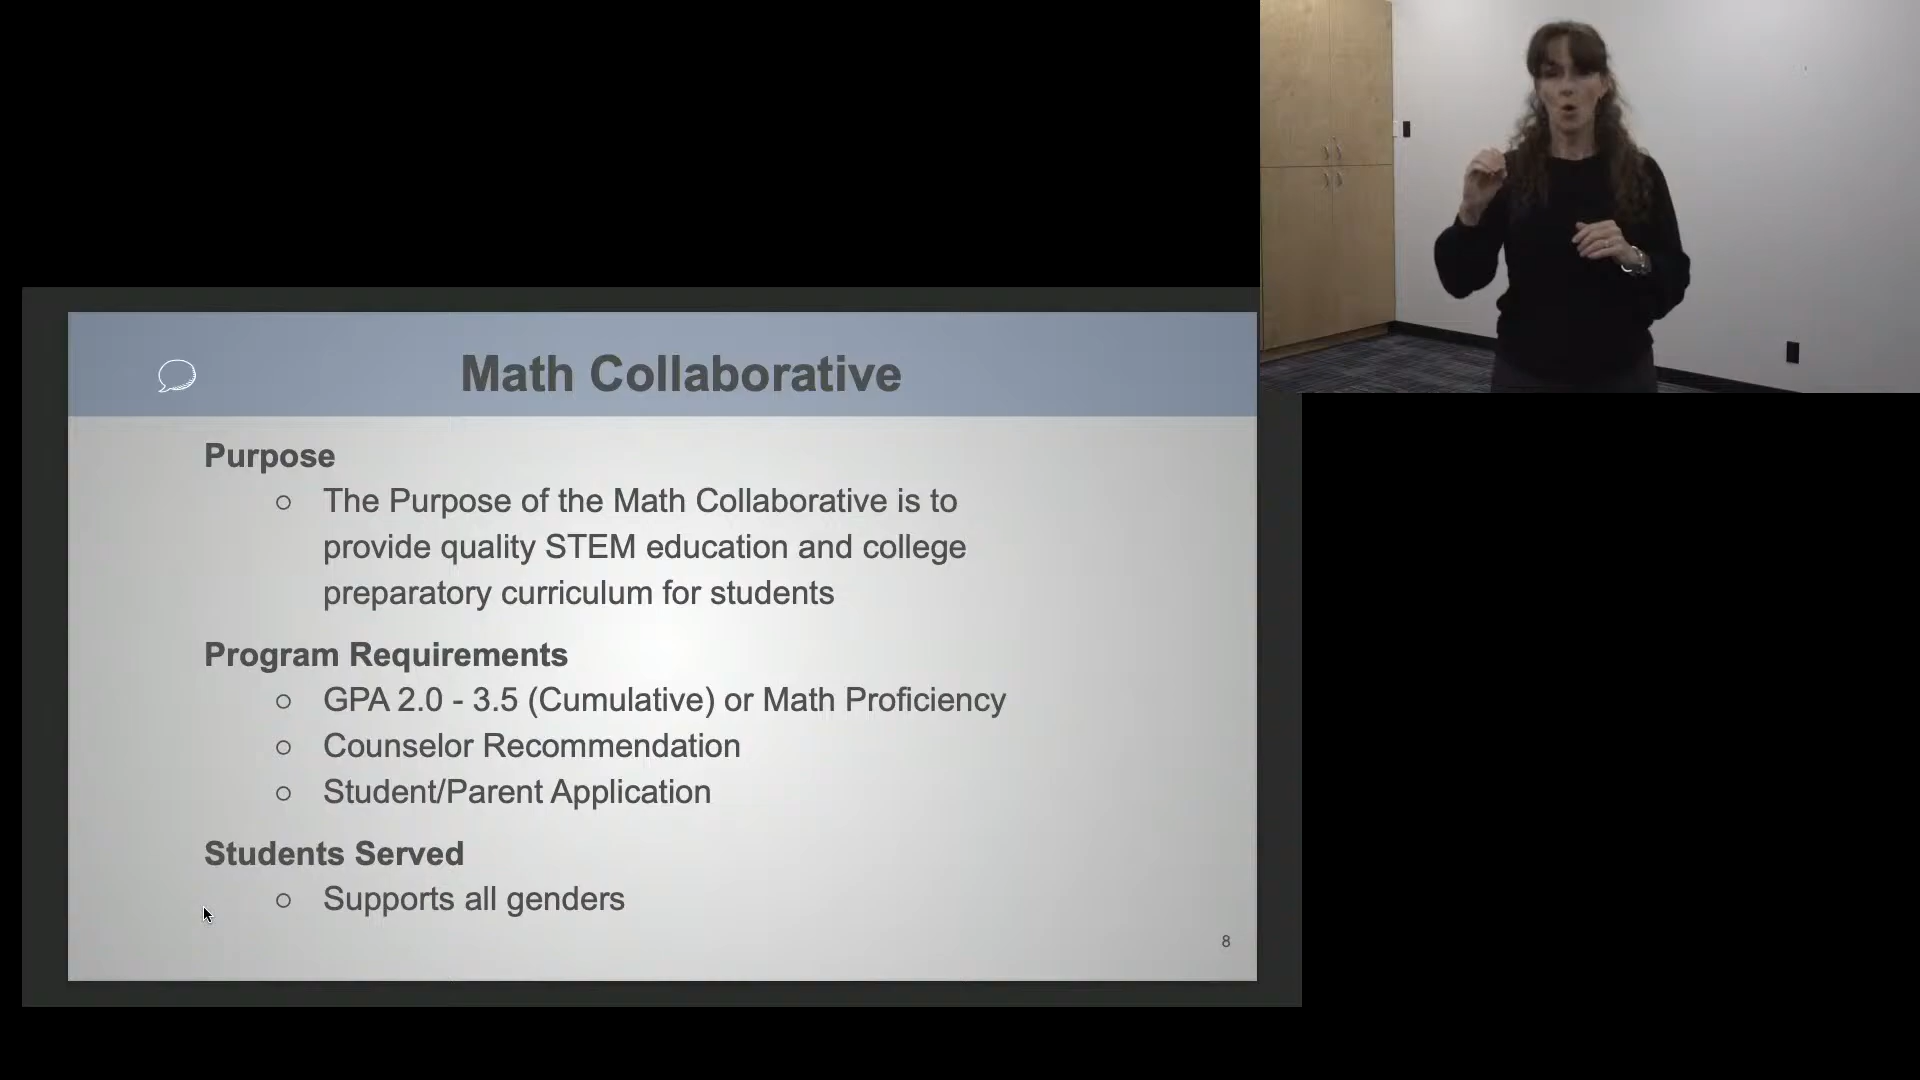 Math Collaborative
Purpose
○ The Purpose of the Math Collaborative is to
provide quality STEM education and college
preparatory curriculum for students
Program Requirements
○ GPA 2.0 - 3.5 (Cumulative) or Math Proficiency
○ Counselor Recommendation
○ Student/Parent Application
Students Served
○ Supports all genders
8